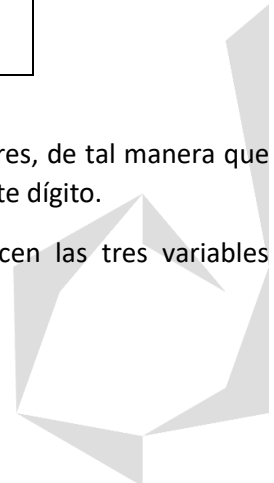 res, de tal manera que
te dígito.
cen las tres variables